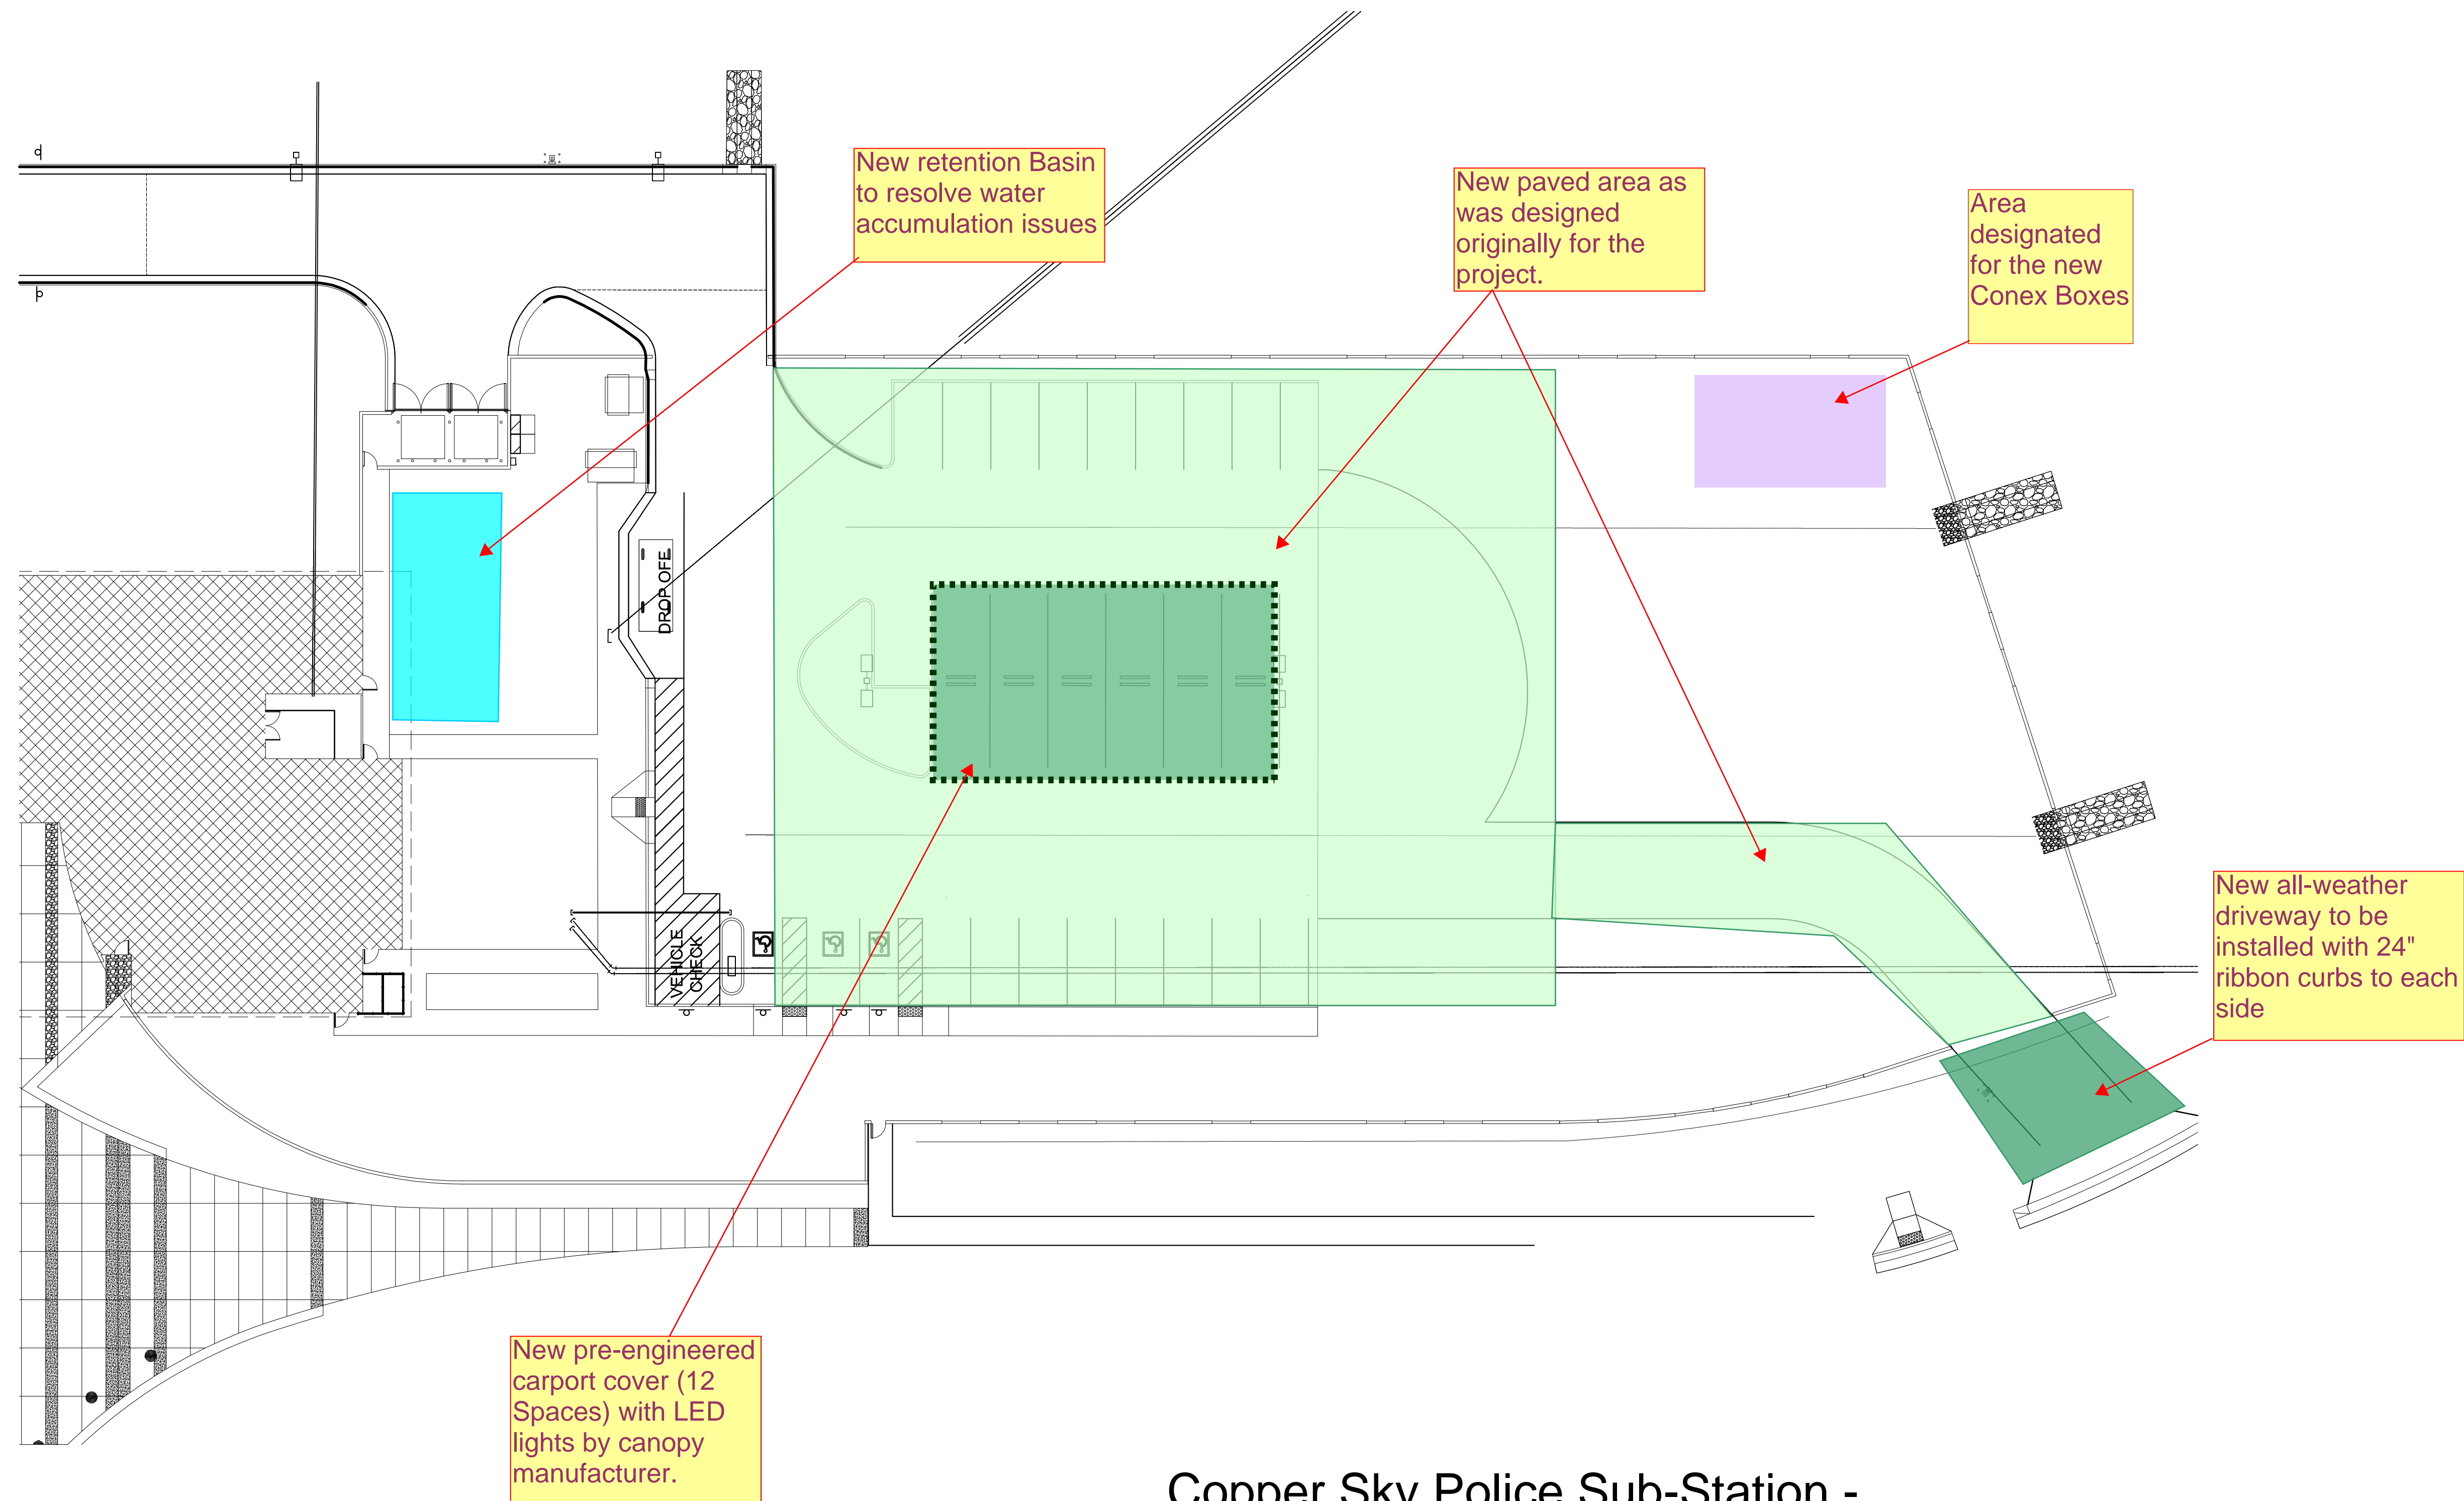 New retention Basin
to resolve water
accumulation issues
New paved area as
was designed
originally for the
project.
Area
designated
for the new
Conex Boxes
DROP OFF
VEHICLE
CHECK
New all-weather
driveway to be
installed with 24"
ribbon curbs to each
side
New pre-engineered
carport cover (12
Spaces) with LED
lights by canopy
manufacturer.
Copper Sky Police Sub-Station -